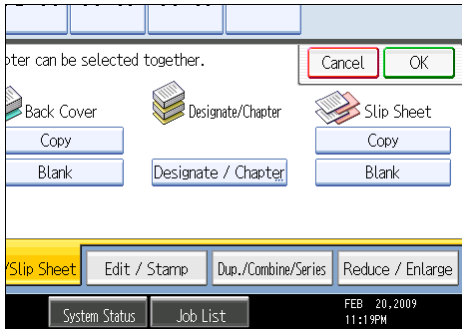 pter can be selected together.
Cancel OK
Back Cover Designate/Chapter Slip Sheet
Copy Copy
Blank Designate / Chapter Blank
/Slip Sheet Edit / Stamp Dup./Combine/Series Reduce / Enlarge
System Status Job List FEB 20,2009
11:19PM